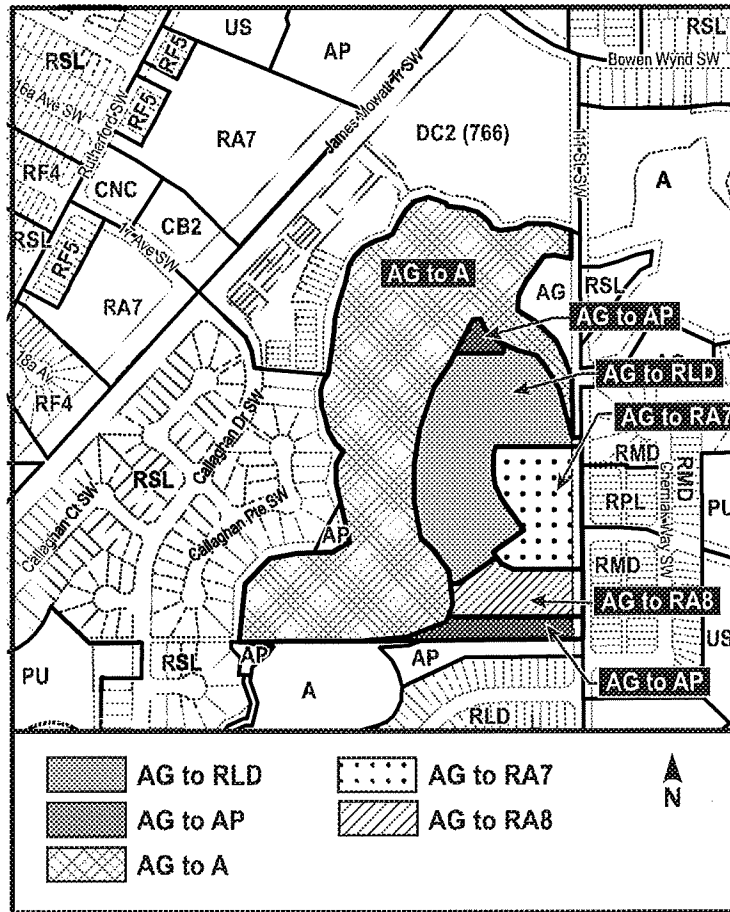 US
RSL
RF5
AP
RSL
Bowen Wynd SW
16a Ave SW
RF5
Rutherford SW
James Mowatt Tr SW
RA7
DC2 (766)
111 St SW
RF4
CNC
A
CB2
RSL
RF5
17 Ave SW
AG to A
AG
RSL
RA7
AG to AP
18a Av
AG to RLD
RF4
AG to RA7
Callaghan Dr SW
RMD
RSL
RMD
RPL
PU
Callaghan Ct SW
Callaghan Pte SW
Chernak Way SW
AP
RMD
AG to RA8
US
RSL
AP
AP
AG to AP
PU
A
RLD
AG to RLD
AG to RA7
AG to AP
AG to RA8
AG to A
N